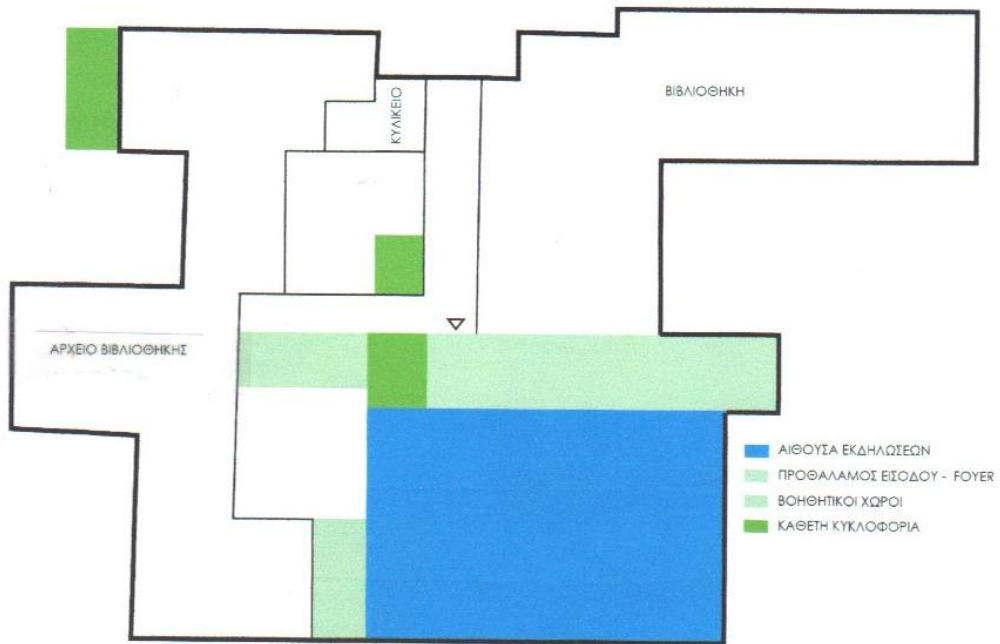 ΒΙΒΛΙΟΘΗΚΗ
ΚΥΛΙΚΕΙΟ
ΑΡΧΕΙΟ ΒΙΒΛΙΟΘΗΚΗΣ
ΑΙΘΟΥΣΑ ΕΚΔΗΛΩΣΕΩΝ
ΠΡΟΘΑΛΑΜΟΣ ΕΙΣΟΔΟΥ - FOYER
ΒΟΗΘΗΤΙΚΟΙ ΧΩΡΟΙ
ΚΑΘΕΤΗ ΚΥΚΛΟΦΟΡΙΑ